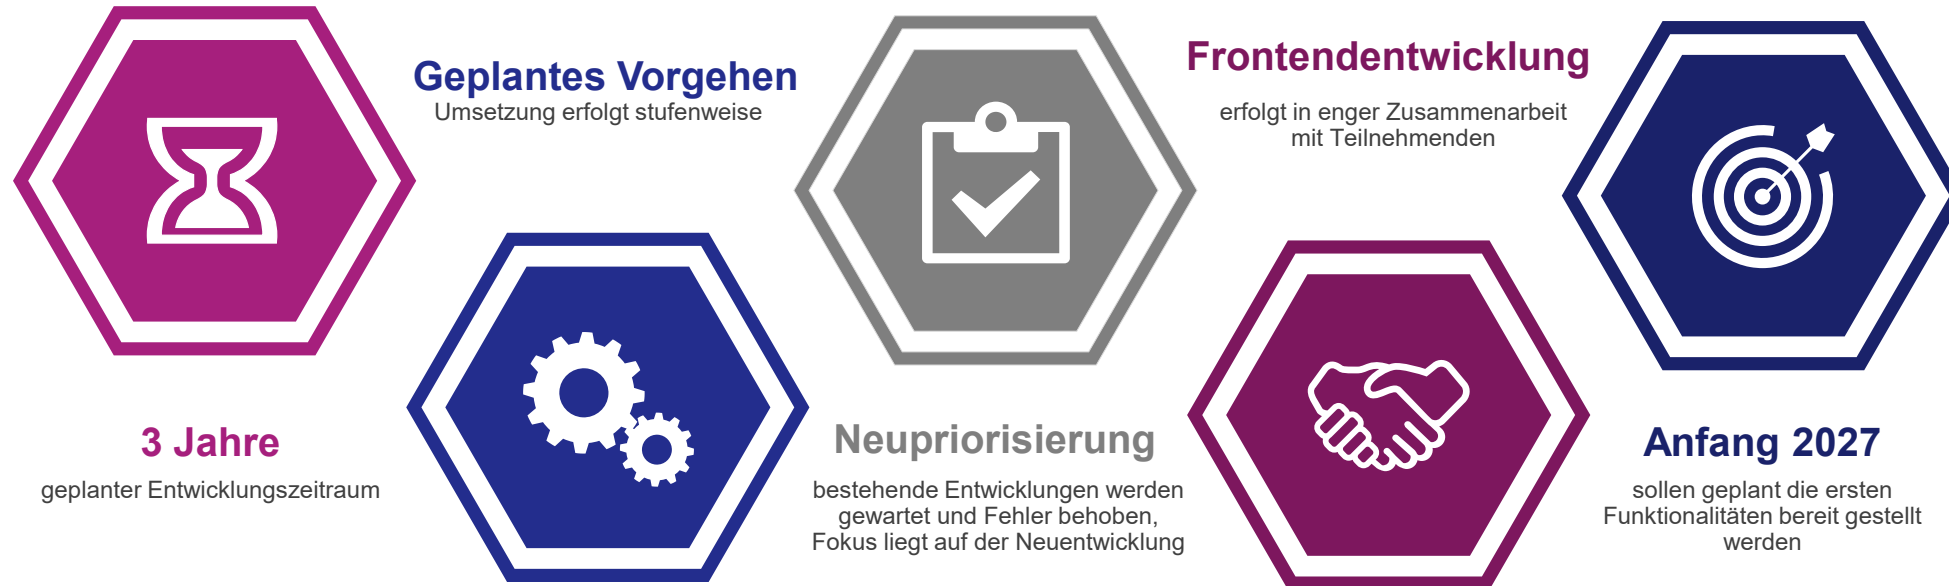 3 Jahre
geplanter Entwicklungszeitraum
Geplantes Vorgehen
Umsetzung erfolgt stufenweise
Neupriorisierung
bestehende Entwicklungen werden
gewartet und Fehler behoben,
Fokus liegt auf der Neuentwicklung
Frontendentwicklung
erfolgt in enger Zusammenarbeit
mit Teilnehmenden
Anfang 2027
sollen geplant die ersten
Funktionalitäten bereit gestellt
werden